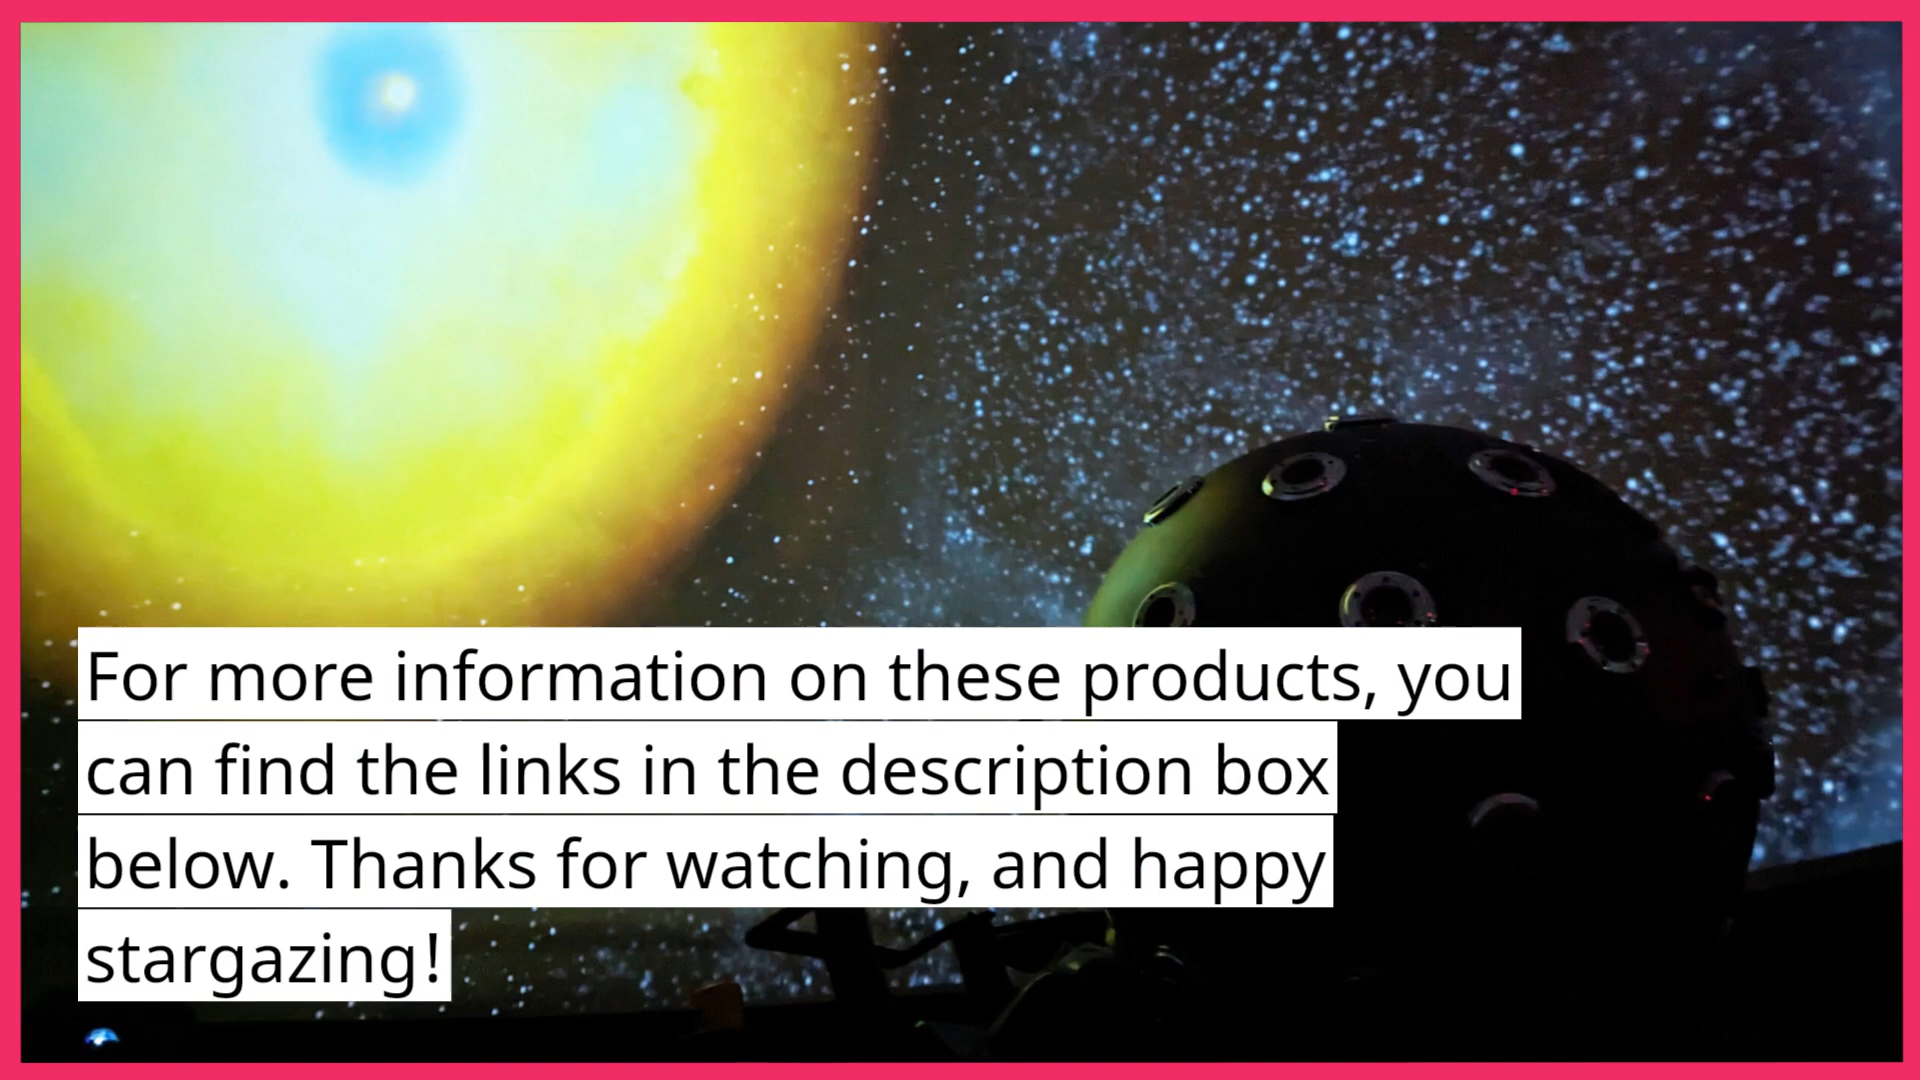 For more information on these products, you
can find the links in the description box
below. Thanks for watching, and happy
stargazing!